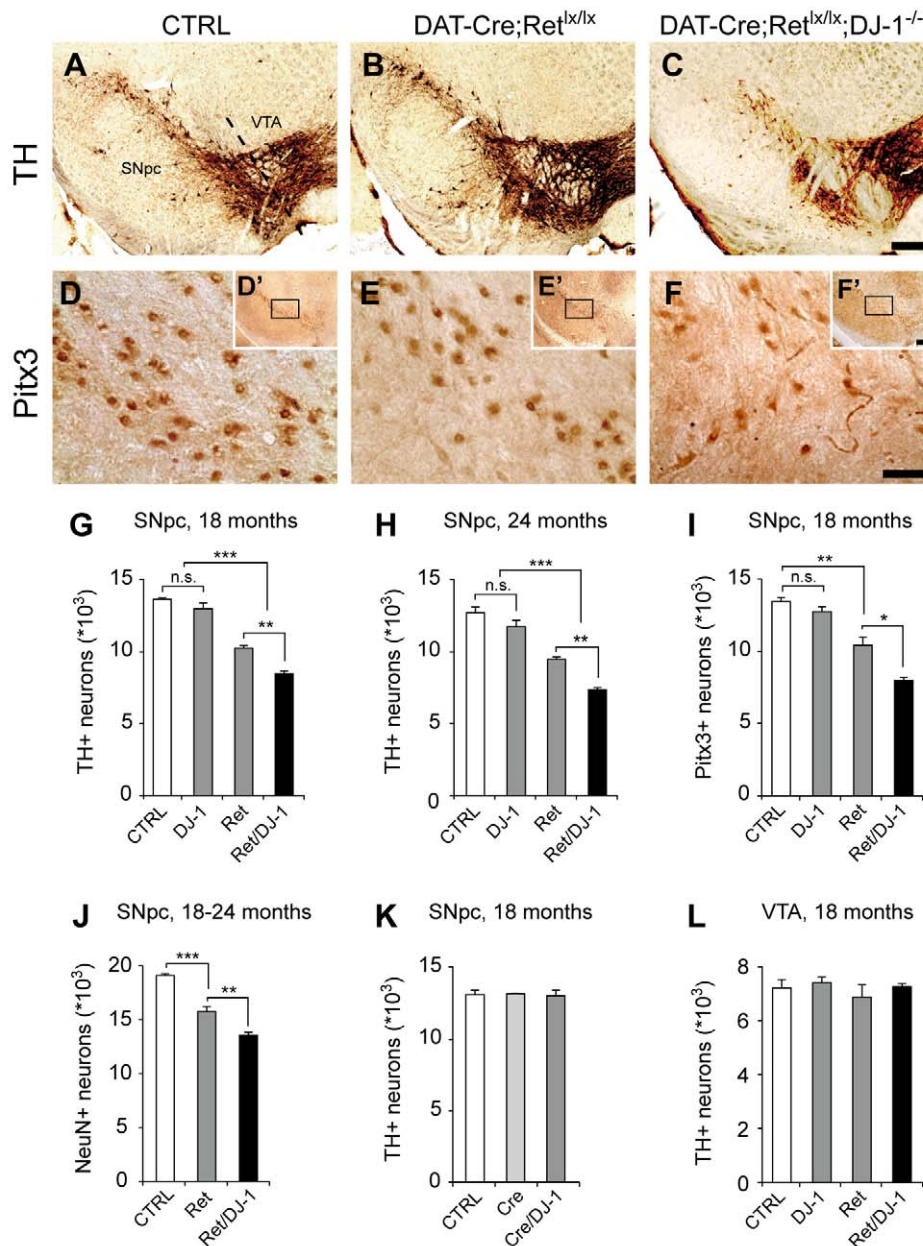 CTRL
DAT-Cre;Ret^lx/lx
DAT-Cre;Ret^lx/lx;DJ-1^-/-
TH
A
VTA
SNpc
B
C
Pitx3
D
D'
E
E'
F
F'
G
SNpc, 18 months
TH+ neurons (*10^3)
15
10
5
0
n.s.
***
**
CTRL
DJ-1
Ret
Ret/DJ-1
H
SNpc, 24 months
TH+ neurons (*10^3)
15
10
5
0
n.s.
***
**
CTRL
DJ-1
Ret
Ret/DJ-1
I
SNpc, 18 months
Pitx3+ neurons (*10^3)
15
10
5
0
**
n.s.
*
CTRL
DJ-1
Ret
Ret/DJ-1
J
SNpc, 18-24 months
NeuN+ neurons (*10^3)
20
15
10
5
0
***
**
CTRL
Ret
Ret/DJ-1
K
SNpc, 18 months
TH+ neurons (*10^3)
15
10
5
0
CTRL
Cre
Cre/DJ-1
L
VTA, 18 months
TH+ neurons (*10^3)
8
6
4
2
0
CTRL
DJ-1
Ret
Ret/DJ-1